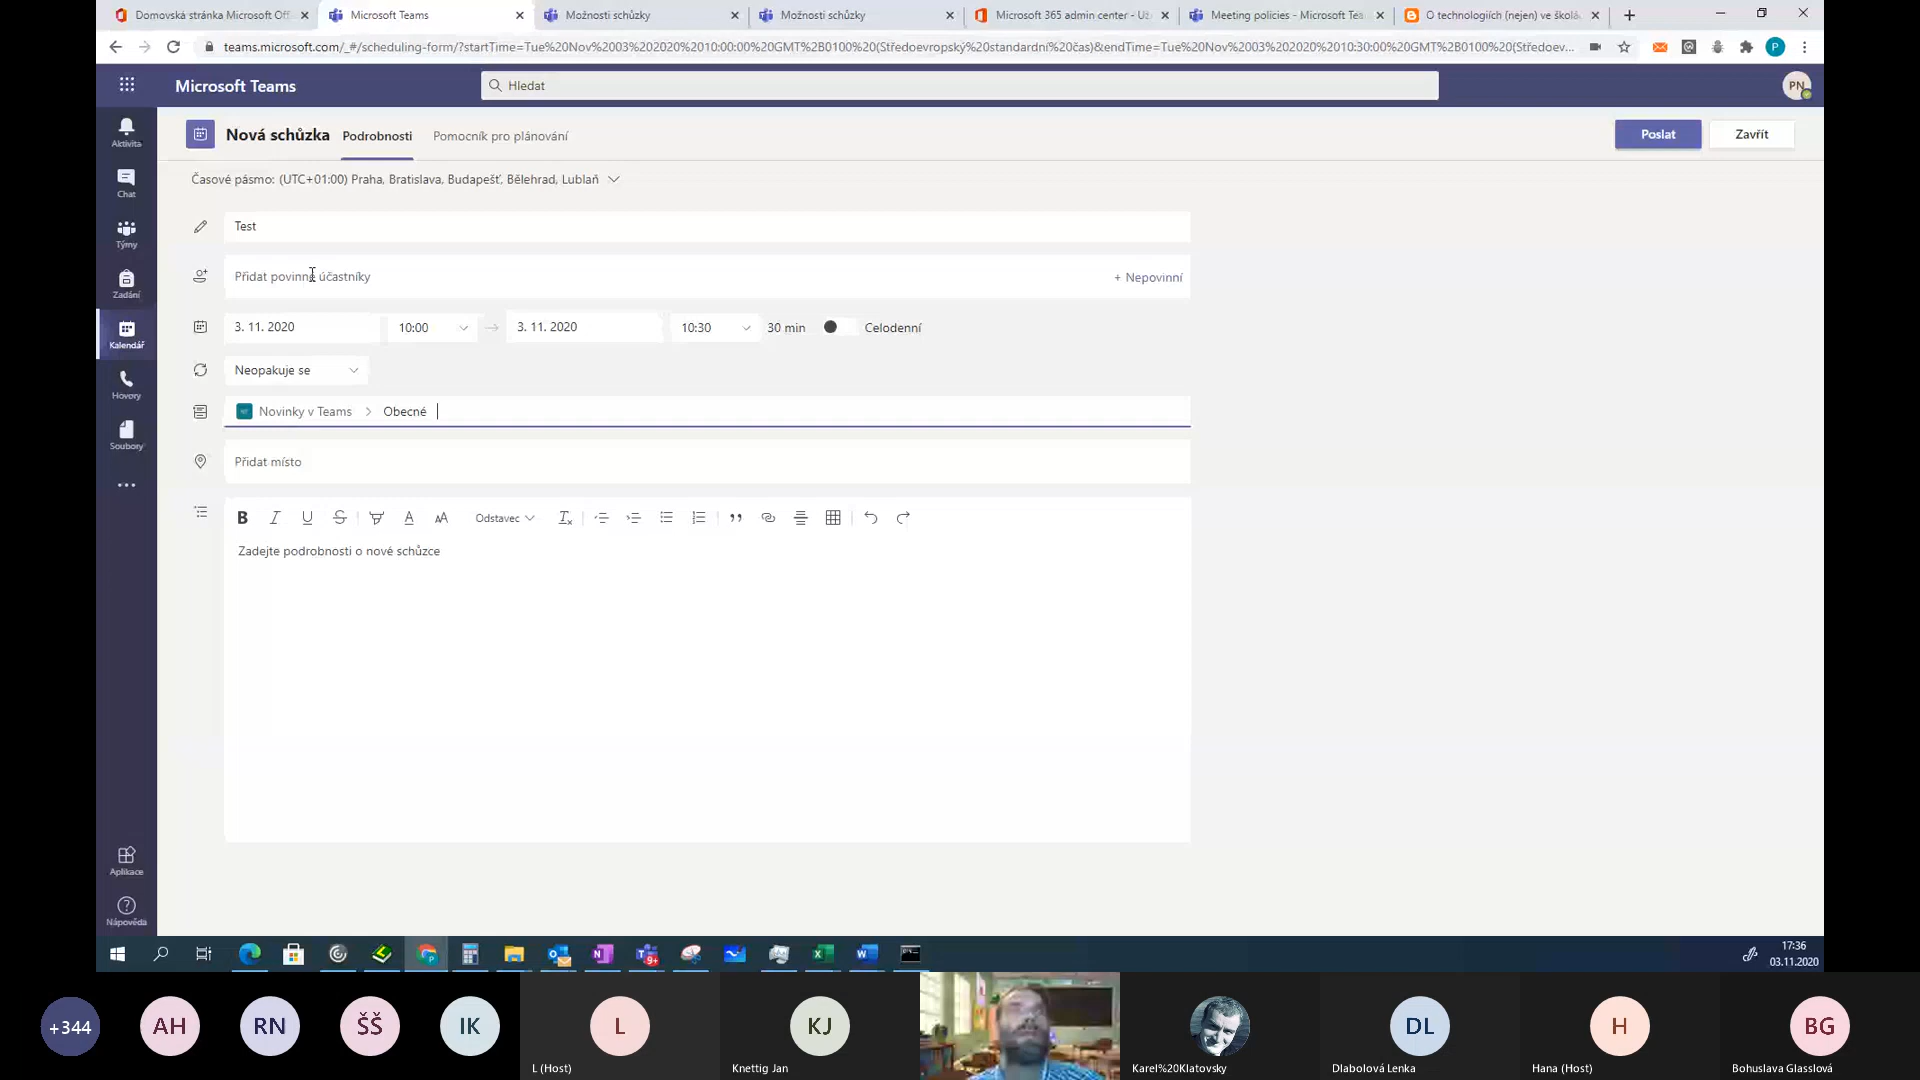 Domovská stránka Microsoft Off
Microsoft Teams
Možnosti schůzky
Možnosti schůzky
Microsoft 365 admin center - Už
Meeting policies - Microsoft Tea
O technologiích (nejen) ve škola
teams.microsoft.com/_#/scheduling-form/?startTime=Tue%20Nov%2003%202020%2010:00:00%20GMT%2B0100%20(Středoevropský%20standardní%20čas)&endTime=Tue%20Nov%2003%202020%2010:30:00%20GMT%2B0100%20(Středoev...
P
Microsoft Teams
Hledat
PN
Aktivita
Chat
Týmy
Zadání
Kalendář
Hovory
Soubory
Aplikace
Nápověda
Nová schůzka
Podrobnosti
Pomocník pro plánování
Poslat
Zavřít
Časové pásmo: (UTC+01:00) Praha, Bratislava, Budapešť, Bělehrad, Lublaň
Test
Přidat povinné účastníky
+ Nepovinní
3. 11. 2020
10:00
3. 11. 2020
10:30
30 min
Celodenní
Neopakuje se
Novinky v Teams > Obecné
Přidat místo
B I U S A AA Odstavec
Zadejte podrobnosti o nové schůzce
9+
17:36
03.11.2020
+344
AH
RN
ŠŠ
IK
L
L (Host)
KJ
Knettig Jan
Karel%20Klatovsky
DL
Dlabolová Lenka
H
Hana (Host)
BG
Bohuslava Glasslová